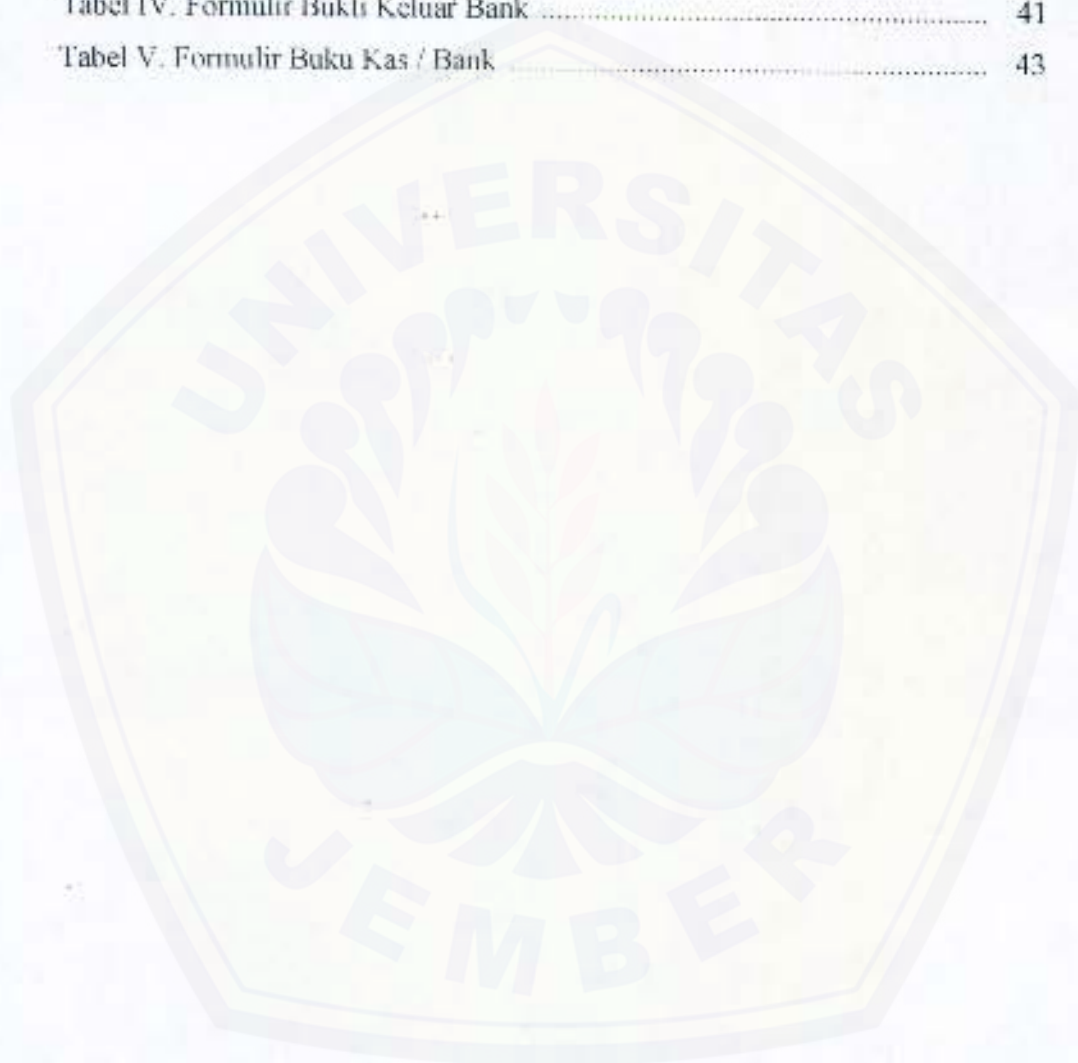 Tabel IV. Formulir Bukti Keluar Bank ........................................................ 41
Tabel V. Formulir Buku Kas / Bank ........................................................ 43
UNIVERSITAS
JEMBER